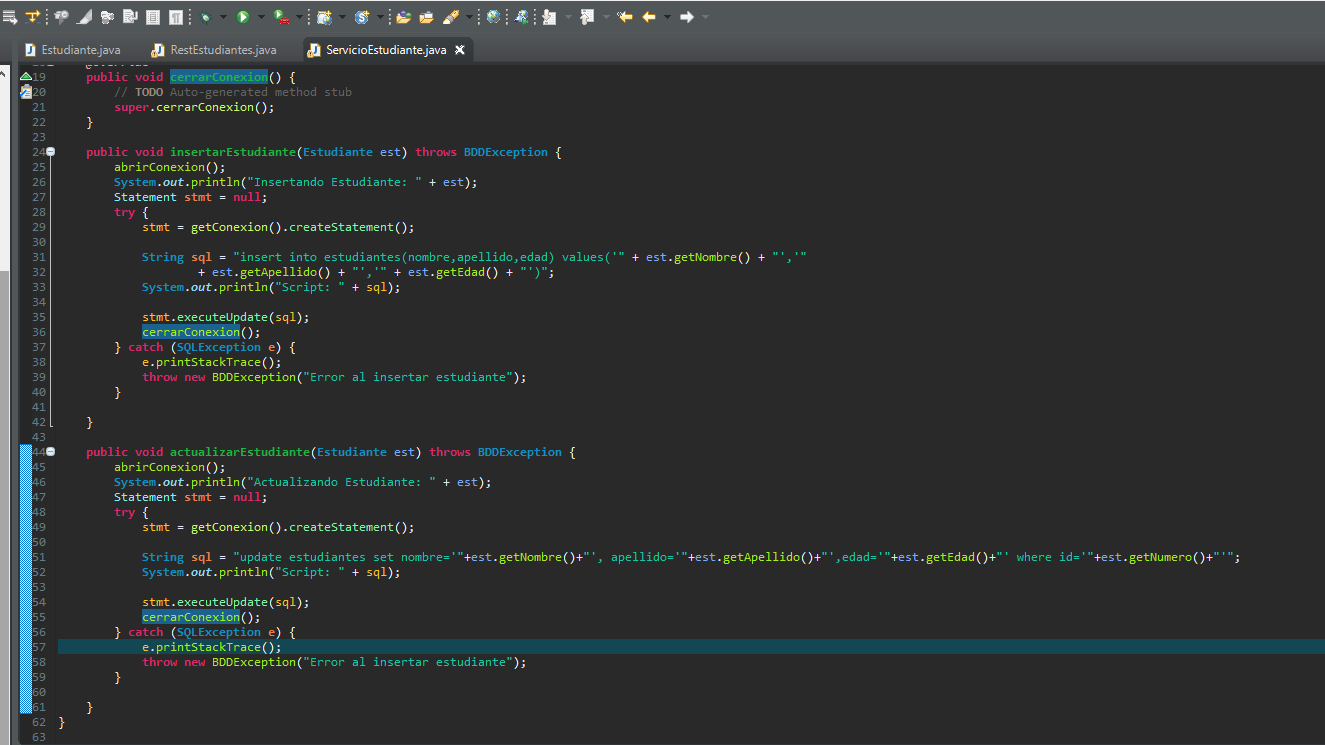 Estudiante.java RestEstudiantes.java ServicioEstudiante.java
19 public void cerrarConexion() {
20 // TODO Auto-generated method stub
21 super.cerrarConexion();
22 }
23
24 public void insertarEstudiante(Estudiante est) throws BDDException {
25 abrirConexion();
26 System.out.println("Insertando Estudiante: " + est);
27 Statement stmt = null;
28 try {
29 stmt = getConexion().createStatement();
30
31 String sql = "insert into estudiantes(nombre,apellido,edad) values('" + est.getNombre() + "','"
32 + est.getApellido() + "','" + est.getEdad() + "')";
33 System.out.println("Script: " + sql);
34
35 stmt.executeUpdate(sql);
36 cerrarConexion();
37 } catch (SQLException e) {
38 e.printStackTrace();
39 throw new BDDException("Error al insertar estudiante");
40 }
41
42 }
43
44 public void actualizarEstudiante(Estudiante est) throws BDDException {
45 abrirConexion();
46 System.out.println("Actualizando Estudiante: " + est);
47 Statement stmt = null;
48 try {
49 stmt = getConexion().createStatement();
50
51 String sql = "update estudiantes set nombre='"+est.getNombre()+"', apellido='"+est.getApellido()+"',edad='"+est.getEdad()+"' where id='"+est.getNumero()+"'";
52 System.out.println("Script: " + sql);
53
54 stmt.executeUpdate(sql);
55 cerrarConexion();
56 } catch (SQLException e) {
57 e.printStackTrace();
58 throw new BDDException("Error al insertar estudiante");
59 }
60
61 }
62 }
63